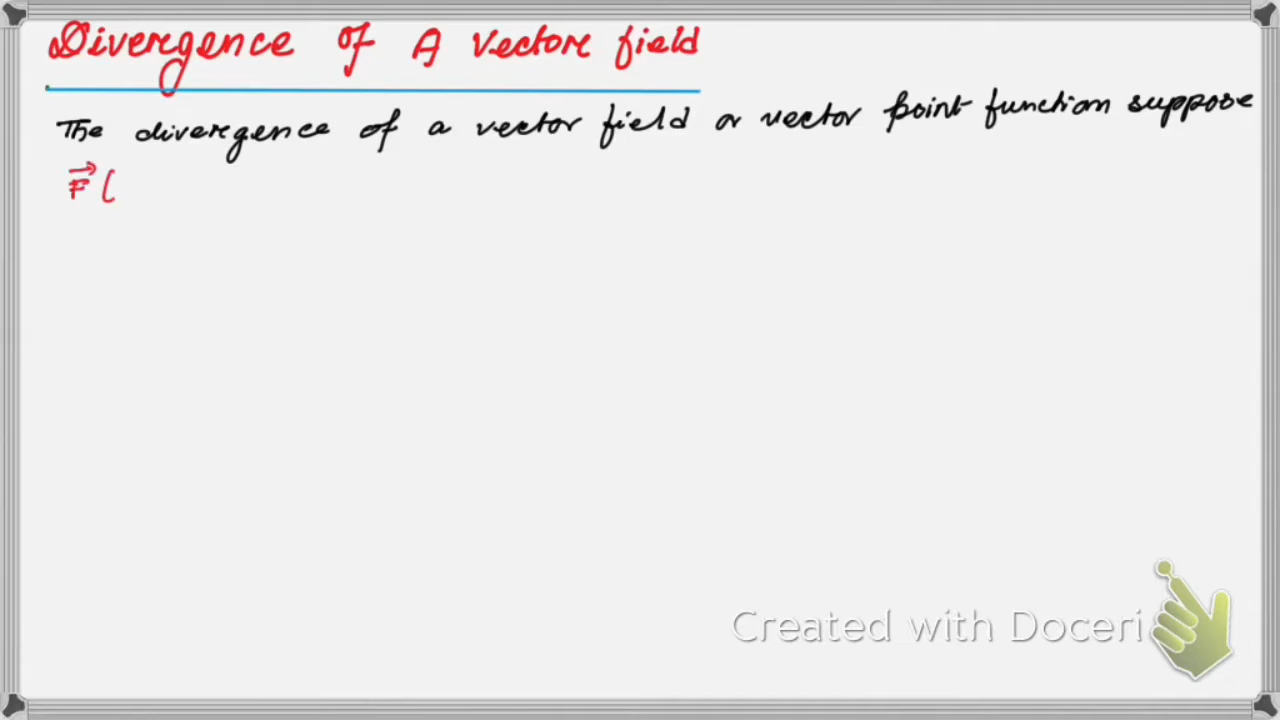 Divergence of A Vectore field
The divergence of a vector field or vector point function suppose
F⃗ (
Created with Doceri